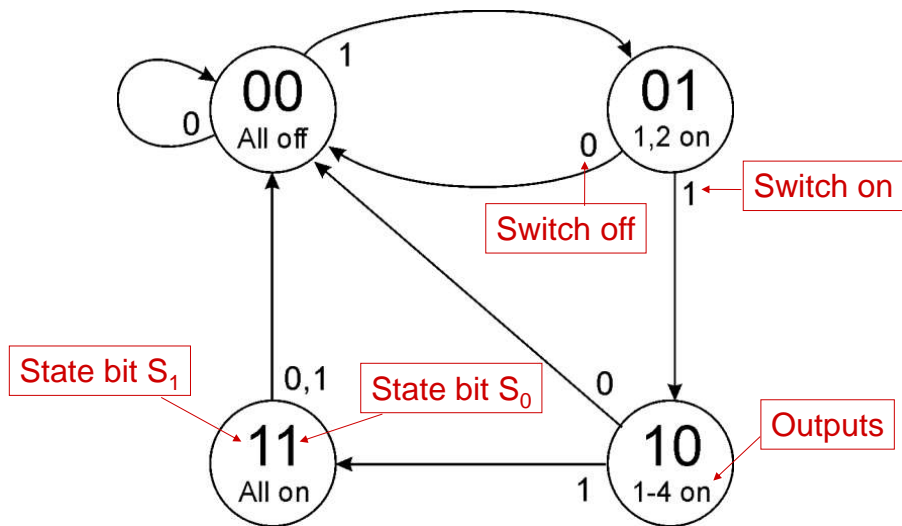 00
All off
0
1
01
1,2 on
0
1
Switch on
Switch off
State bit S₁
0,1
State bit S₀
0
Outputs
11
All on
1
10
1-4 on